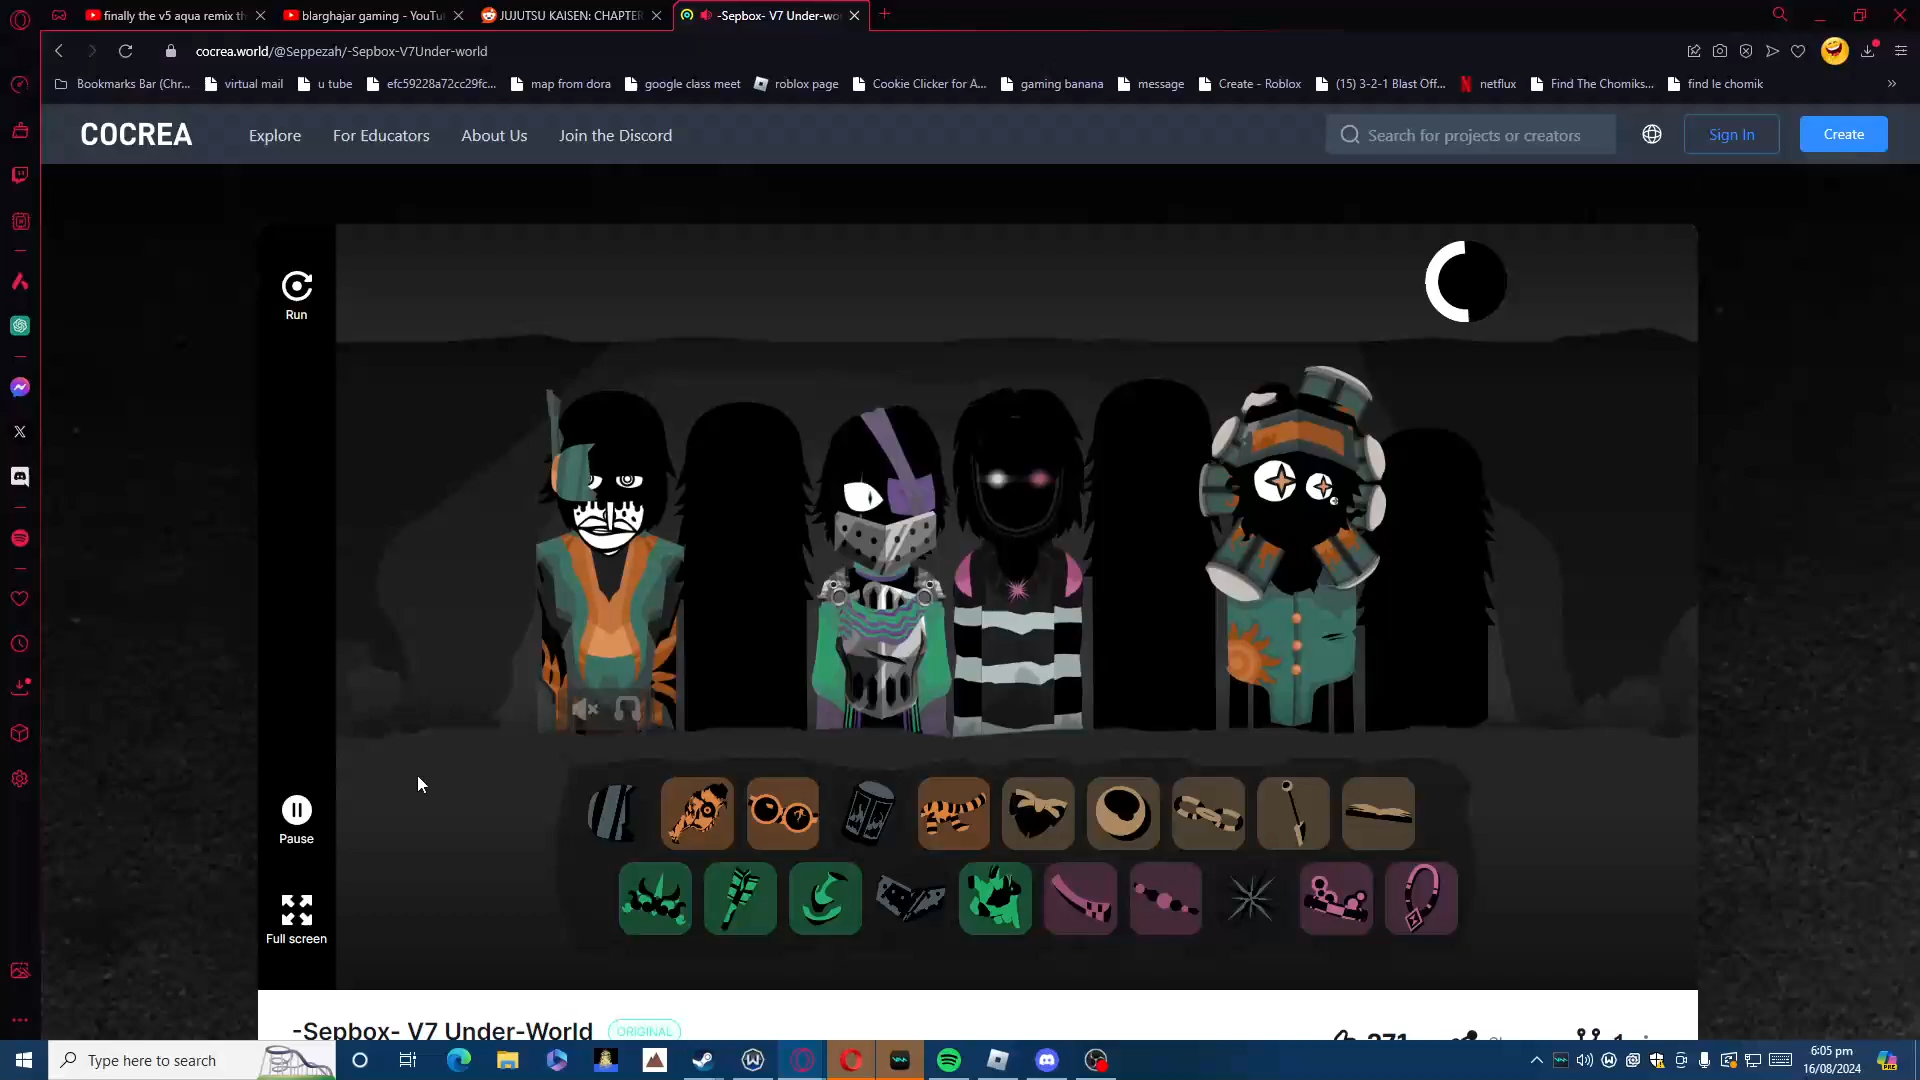 finally the v5 aqua remix th
blarghajar gaming - YouTu
JUJUTSU KAISEN: CHAPTER
-Sepbox- V7 Under-wor
cocrea.world/@Seppezah/-Sepbox-V7Under-world
Bookmarks Bar (Chr...
virtual mail
u tube
efc59228a72cc29fc...
map from dora
google class meet
roblox page
Cookie Clicker for A...
gaming banana
message
Create - Roblox
(15) 3-2-1 Blast Off...
netflux
Find The Chomiks...
find le chomik
COCREA
Explore
For Educators
About Us
Join the Discord
Search for projects or creators
Sign In
Create
Run
Pause
Full screen
-Sepbox- V7 Under-World
ORIGINAL
271
1
Type here to search
6:05 pm
16/08/2024